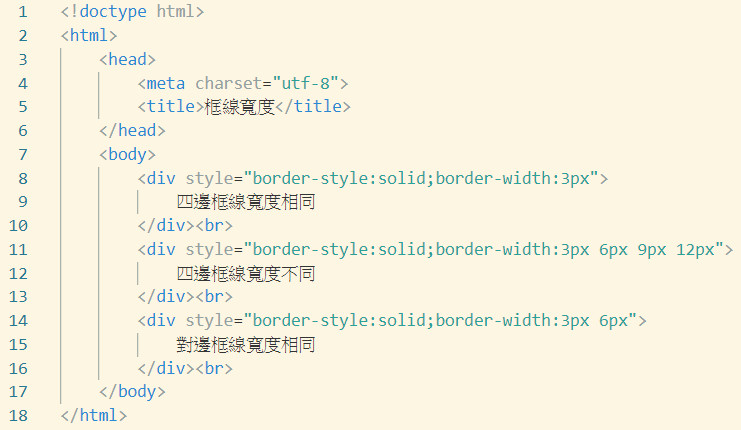 1 <!doctype html>
2 <html>
3 <head>
4 <meta charset="utf-8">
5 <title>框線寬度</title>
6 </head>
7 <body>
8 <div style="border-style:solid;border-width:3px">
9 四邊框線寬度相同
10 </div><br>
11 <div style="border-style:solid;border-width:3px 6px 9px 12px">
12 四邊框線寬度不同
13 </div><br>
14 <div style="border-style:solid;border-width:3px 6px">
15 對邊框線寬度相同
16 </div><br>
17 </body>
18 </html>